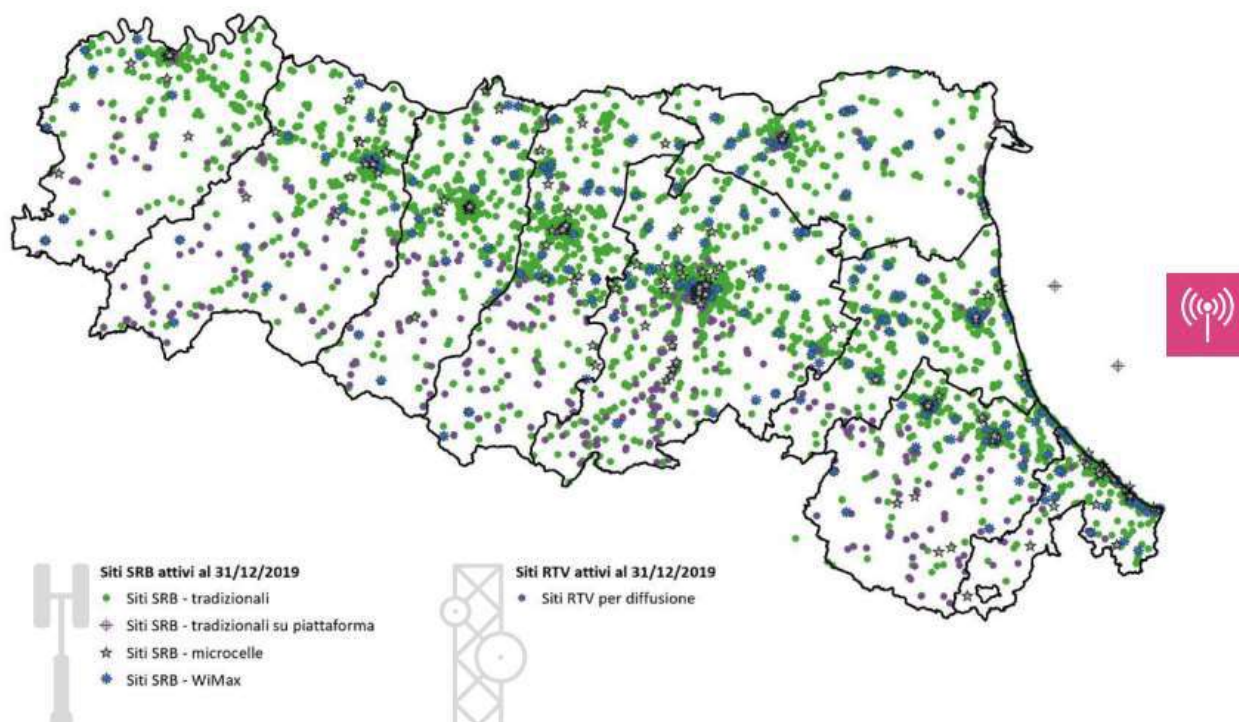 Siti SRB attivi al 31/12/2019
Siti SRB - tradizionali
Siti SRB - tradizionali su piattaforma
Siti SRB - microcelle
Siti SRB - WiMax
Siti RTV attivi al 31/12/2019
Siti RTV per diffusione